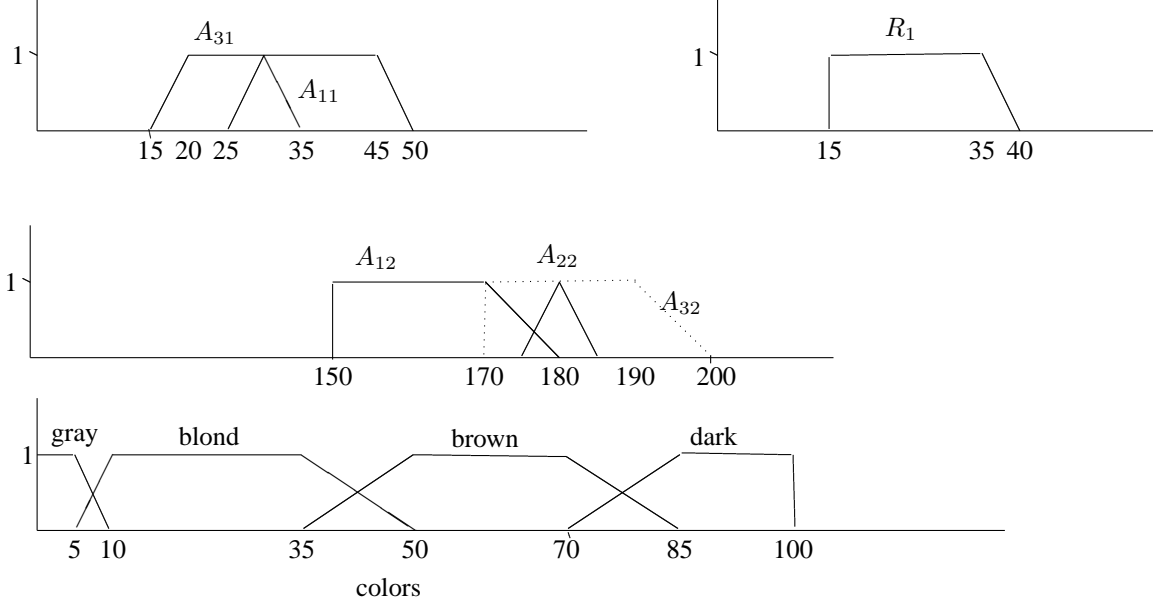 A₃₁
R₁
1
1
A₁₁
15 20 25 35 45 50
15 35 40
A₁₂ A₂₂
1
A₃₂
150 170 180 190 200
gray blond brown dark
1
5 10 35 50 70 85 100
colors